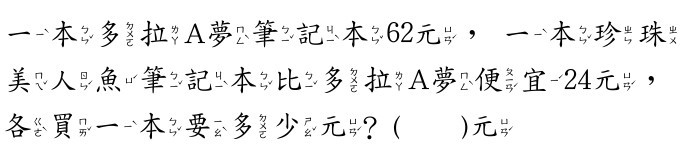 一本多拉A夢筆記本62元，一本珍珠
美人魚筆記本比多拉A夢便宜24元，
各買一本要多少元?(　　)元